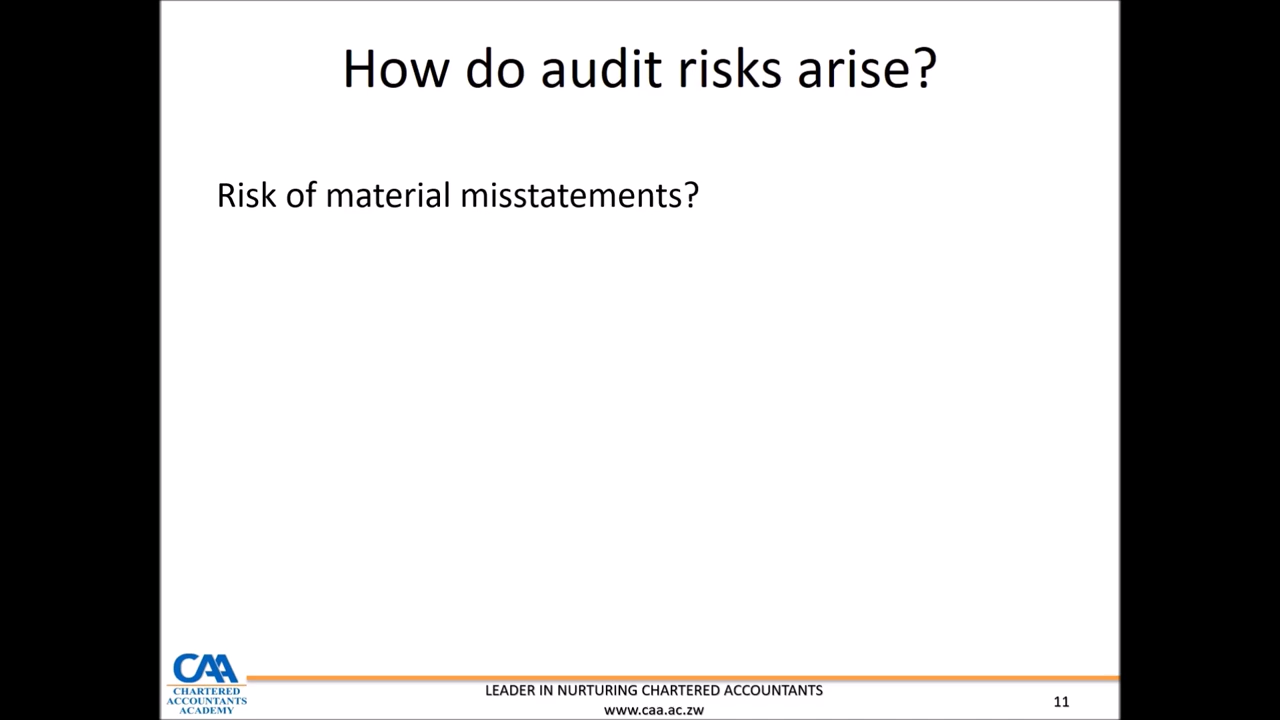 How do audit risks arise?
Risk of material misstatements?
CAA
CHARTERED
ACCOUNTANTS
ACADEMY
LEADER IN NURTURING CHARTERED ACCOUNTANTS
www.caa.ac.zw
11